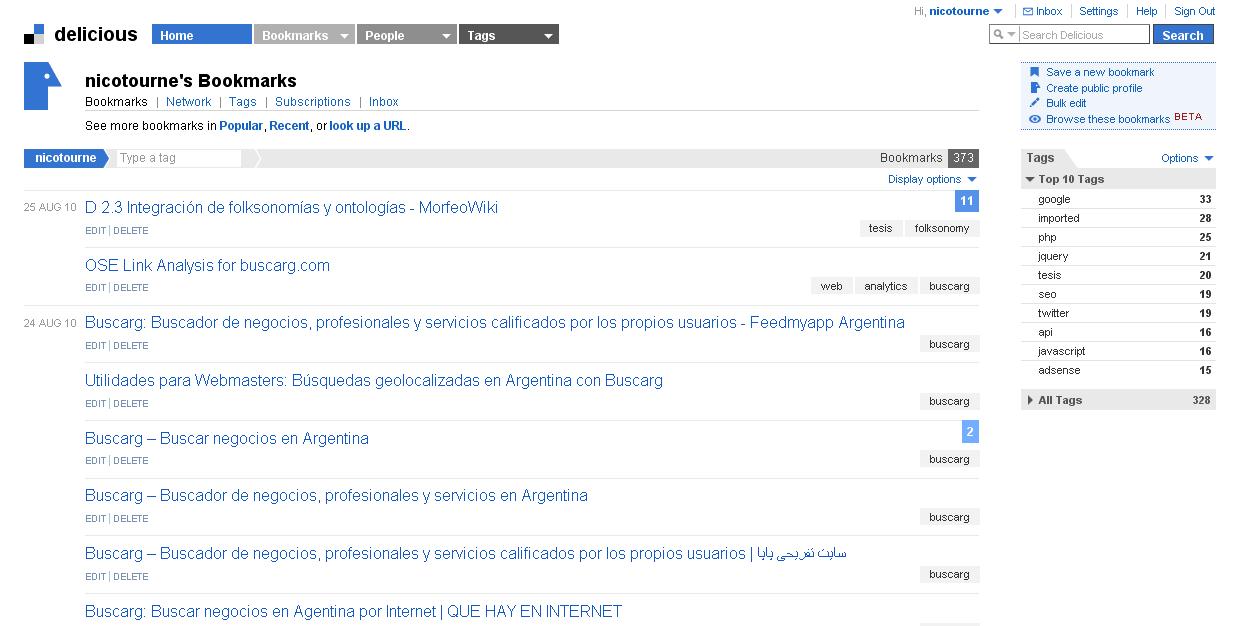 Hi, nicotourne Inbox Settings Help Sign Out
delicious Home Bookmarks People Tags Search Delicious Search
nicotourne's Bookmarks
Bookmarks | Network | Tags | Subscriptions | Inbox
See more bookmarks in Popular, Recent, or look up a URL.
Save a new bookmark
Create public profile
Bulk edit
Browse these bookmarks BETA
nicotourne Type a tag Bookmarks 373
Display options
25 AUG 10 D 2.3 Integración de folksonomías y ontologías - MorfeoWiki 11
EDIT | DELETE tesis folksonomy
OSE Link Analysis for buscarg.com
EDIT | DELETE web analytics buscarg
24 AUG 10 Buscarg: Buscador de negocios, profesionales y servicios calificados por los propios usuarios - Feedmyapp Argentina
EDIT | DELETE buscarg
Utilidades para Webmasters: Búsquedas geolocalizadas en Argentina con Buscarg
EDIT | DELETE buscarg
Buscarg – Buscar negocios en Argentina 2
EDIT | DELETE buscarg
Buscarg – Buscador de negocios, profesionales y servicios en Argentina
EDIT | DELETE buscarg
Buscarg – Buscador de negocios, profesionales y servicios calificados por los propios usuarios | سایت تفریحی پاپا
EDIT | DELETE buscarg
Buscarg: Buscar negocios en Agentina por Internet | QUE HAY EN INTERNET
Tags Options
Top 10 Tags
google 33
imported 28
php 25
jquery 21
tesis 20
seo 19
twitter 19
api 16
javascript 16
adsense 15
All Tags 328